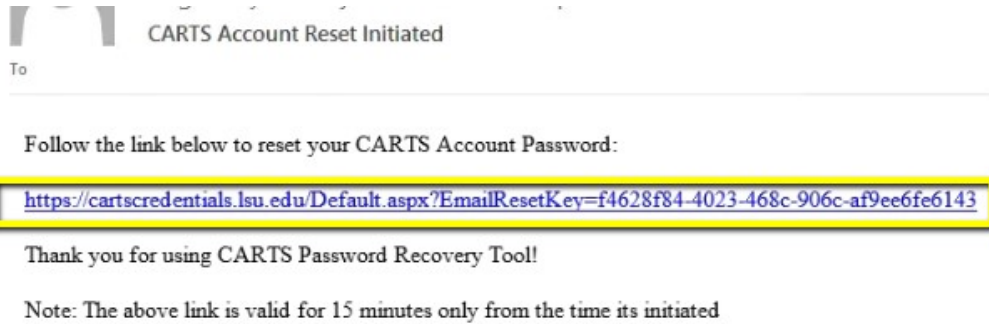 CARTS Account Reset Initiated
To
Follow the link below to reset your CARTS Account Password:
https://cartscredentials.lsu.edu/Default.aspx?EmailResetKey=f4628f84-4023-468c-906c-af9ee6fe6143
Thank you for using CARTS Password Recovery Tool!
Note: The above link is valid for 15 minutes only from the time its initiated